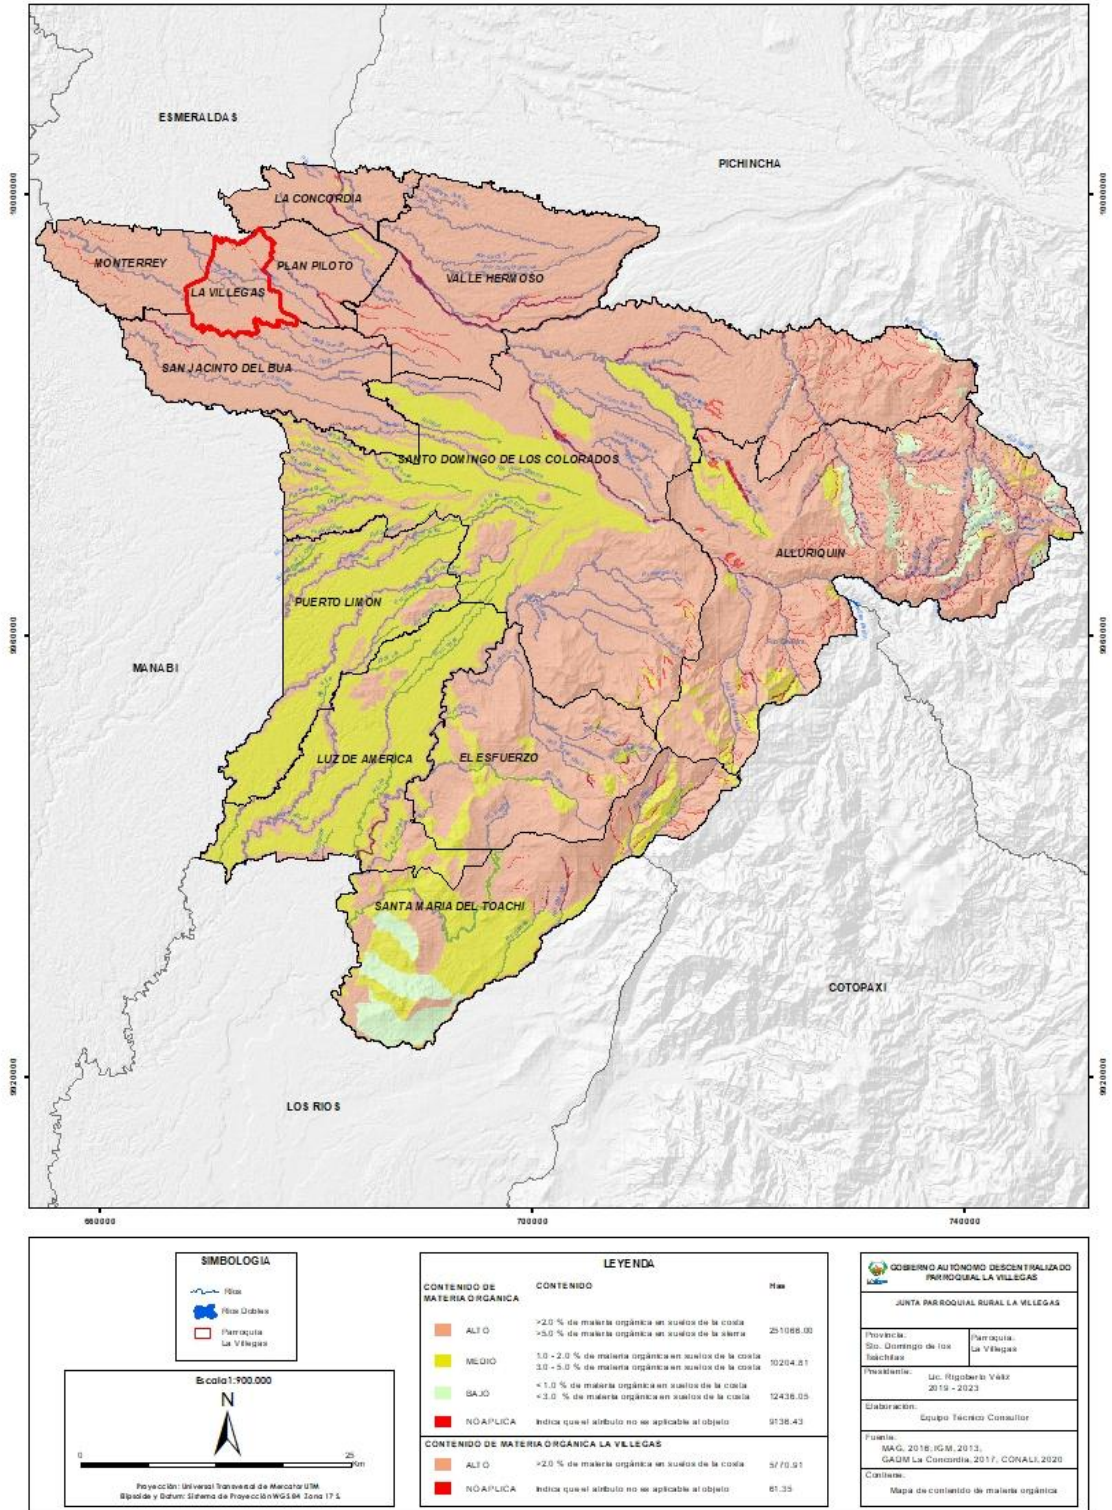 ESMERALDAS
PICHINCHA
10000000
10000000
LA CONCORDIA
MONTERREY
PLAN PILOTO
VALLE HERMOSO
LA VILLEGAS
SAN JACINTO DEL BUA
SANTO DOMINGO DE LOS COLORADOS
ALLURIQUIN
PUERTO LIMON
9960000
9960000
MANABI
LUZ DE AMÉRICA
EL ESFUERZO
SANTA MARIA DEL TOACHI
COTOPAXI
9920000
9920000
LOS RIOS
660000
700000
740000
SIMBOLOGIA
Ríos
Ríos Dobles
Parroquia
La Villegas
Escala1:900.000
N
0
25
Km
Proyección: Universal Transversal de Mercator UTM
Elipsoide y Datum: Sistema de Proyección WGS 84 Zona 17 S
LEYENDA
CONTENIDO DE MATERIA ORGÁNICA
CONTENIDO
Has
ALTO
>2.0 % de materia orgánica en suelos de la costa
>5.0 % de materia orgánica en suelos de la sierra
251066.00
MEDIO
1.0 - 2.0 % de materia orgánica en suelos de la costa
3.0 - 5.0 % de materia orgánica en suelos de la costa
10204.81
BAJO
< 1.0 % de materia orgánica en suelos de la costa
<3.0 % de materia orgánica en suelos de la costa
12436.05
NO APLICA
Indica que el atributo no es aplicable al objeto
9136.43
CONTENIDO DE MATERIA ORGÁNICA LA VILLEGAS
ALTO
>2.0 % de materia orgánica en suelos de la costa
5770.91
NO APLICA
Indica que el atributo no es aplicable al objeto
61.35
GOBIERNO AUTÓNOMO DESCENTRALIZADO
PARROQUIAL LA VILLEGAS
JUNTA PARROQUIAL RURAL LA VILLEGAS
Provincia:
Sto. Domingo de los
Tsáchilas
Parroquia:
La Villegas
Presidente:
Lic. Rigoberto Véliz
2019 - 2023
Elaboración:
Equipo Técnico Consultor
Fuente:
MAG, 2016, IGM, 2013,
GADM La Concordia, 2017, CONALI, 2020
Contiene:
Mapa de contenido de materia orgánica